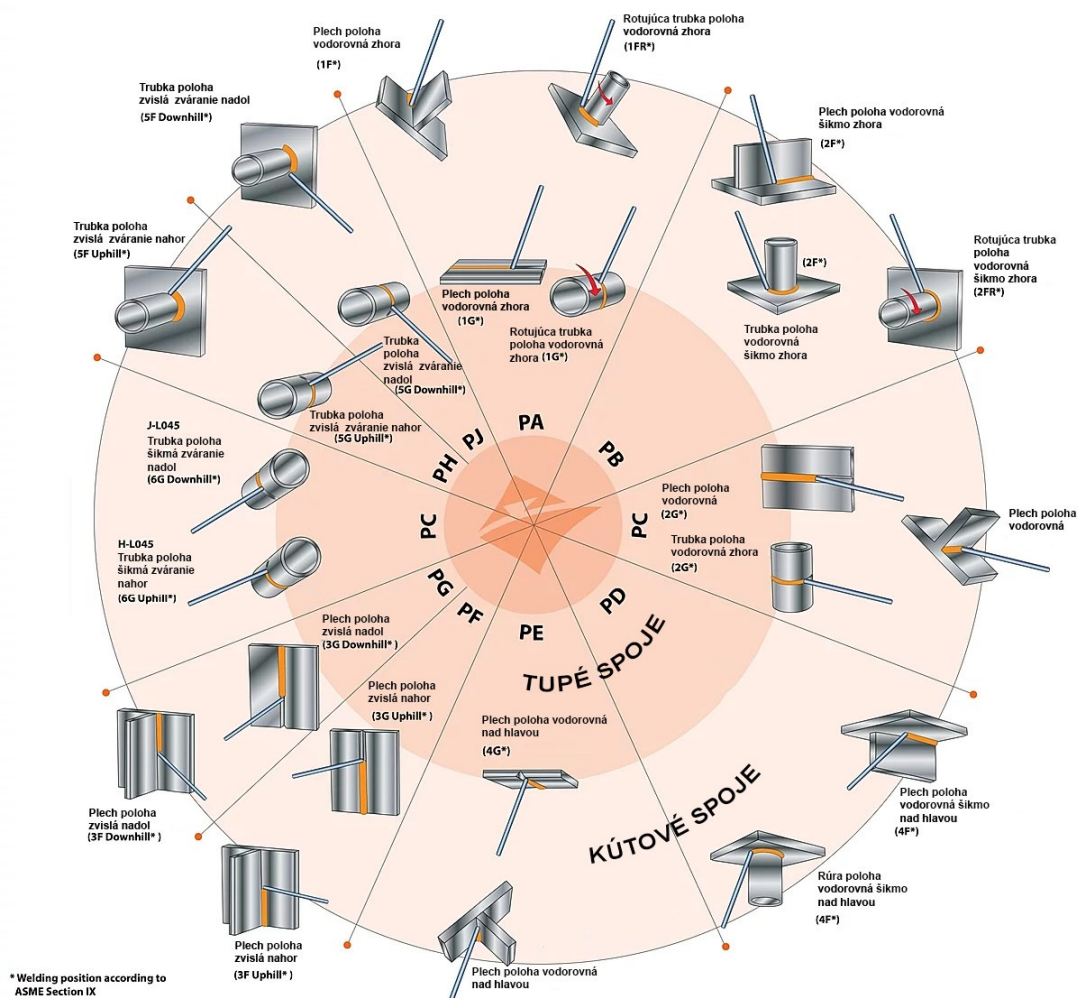 Plech poloha
vodorovná zhora
(1F*)
Rotujúca trubka poloha
vodorovná zhora
(1FR*)
Trubka poloha
zvislá zváranie nadol
(5F Downhill*)
Plech poloha vodorovná
šikmo zhora
(2F*)
Trubka poloha
zvislá zváranie nahor
(5F Uphill*)
Rotujúca trubka
poloha
vodorovná
šikmo zhora
(2FR*)
(2F*)
Trubka poloha
vodorovná
šikmo zhora
Plech poloha
vodorovná zhora
(1G*)
Rotujúca trubka
poloha vodorovná
zhora (1G*)
Trubka
poloha
zvislá zváranie
nadol
(5G Downhill*)
Trubka poloha
zvislá zváranie nahor
(5G Uphill*)
J-L045
Trubka poloha
šikmá zváranie
nadol
(6G Downhill*)
H-L045
Trubka poloha
šikmá zváranie
nahor
(6G Uphill*)
PA
PB
PC
PD
PE
PF
PG
PC
PH
PJ
Plech poloha
vodorovná
(2G*)
Trubka poloha
vodorovná zhora
(2G*)
Plech poloha
vodorovná
Plech poloha
zvislá nadol
(3G Downhill*)
Plech poloha
zvislá nahor
(3G Uphill*)
Plech poloha vodorovná
nad hlavou
(4G*)
TUPÉ SPOJE
KÚTOVÉ SPOJE
Plech poloha
vodorovná šikmo
nad hlavou
(4F*)
Rúra poloha
vodorovná šikmo
nad hlavou
(4F*)
Plech poloha
zvislá nadol
(3F Downhill*)
Plech poloha
zvislá nahor
(3F Uphill*)
Plech poloha vodorovná
nad hlavou
* Welding position according to
ASME Section IX